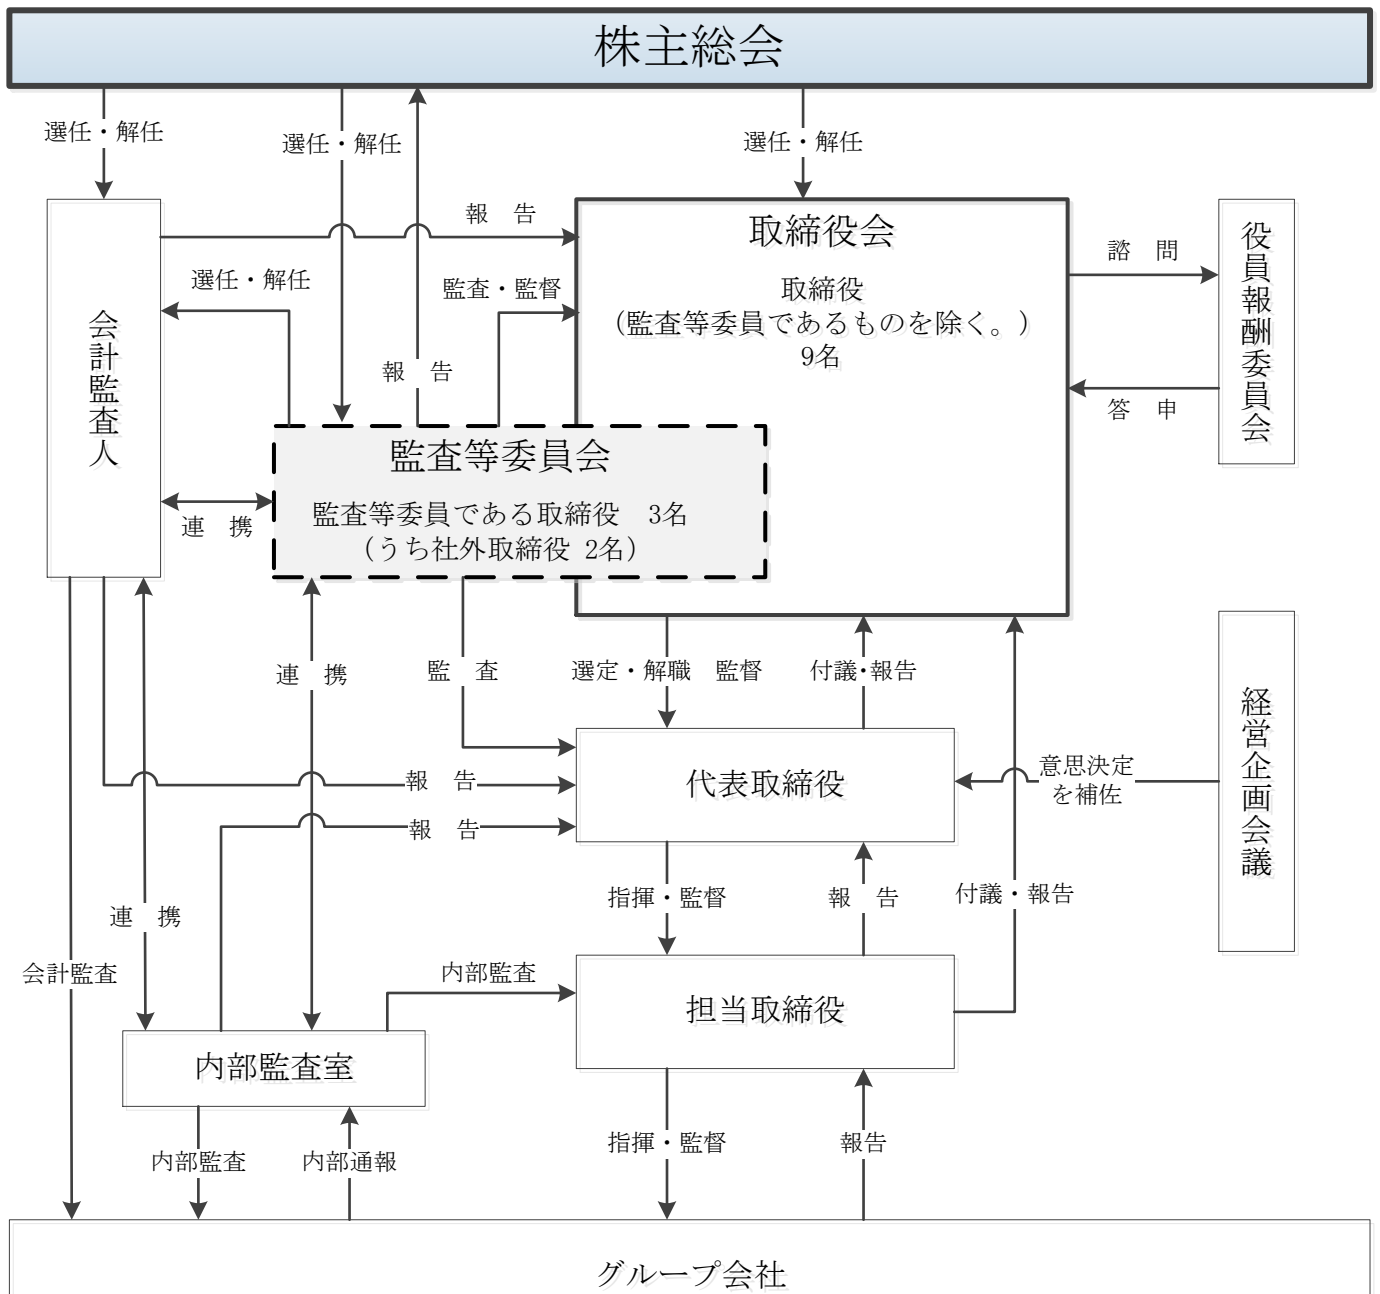 株主総会
選任・解任
選任・解任
選任・解任
報　告
取締役会
取締役
（監査等委員であるものを除く。）
9名
諮　問
答　申
役員報酬委員会
選任・解任
監査・監督
報　告
会計監査人
監査等委員会
監査等委員である取締役　3名
（うち社外取締役 2名）
連　携
連　携
監　査
選定・解職　監督
付議・報告
経営企画会議
意思決定
を補佐
代表取締役
報　告
報　告
指揮・監督
報　告
付議・報告
連　携
会計監査
内部監査
担当取締役
内部監査室
内部監査
内部通報
指揮・監督
報告
グループ会社